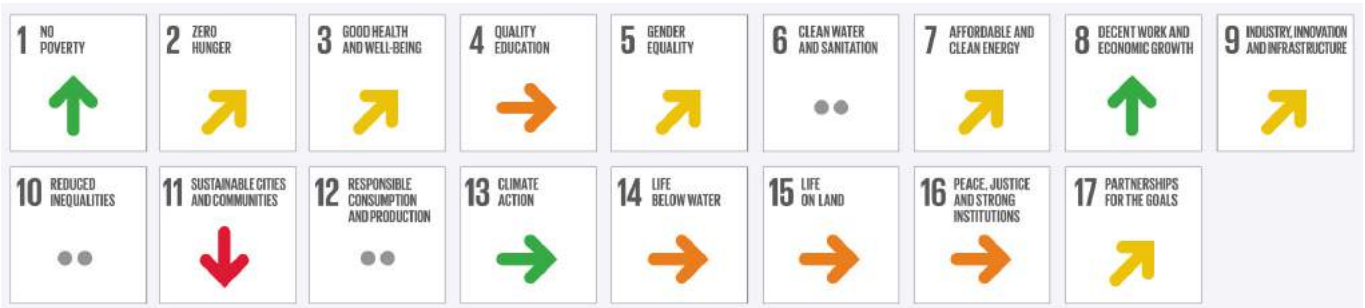 1 NO
POVERTY
2 ZERO
HUNGER
3 GOOD HEALTH
AND WELL-BEING
4 QUALITY
EDUCATION
5 GENDER
EQUALITY
6 CLEAN WATER
AND SANITATION
7 AFFORDABLE AND
CLEAN ENERGY
8 DECENT WORK AND
ECONOMIC GROWTH
9 INDUSTRY, INNOVATION
AND INFRASTRUCTURE
10 REDUCED
INEQUALITIES
11 SUSTAINABLE CITIES
AND COMMUNITIES
12 RESPONSIBLE
CONSUMPTION
AND PRODUCTION
13 CLIMATE
ACTION
14 LIFE
BELOW WATER
15 LIFE
ON LAND
16 PEACE, JUSTICE
AND STRONG
INSTITUTIONS
17 PARTNERSHIPS
FOR THE GOALS